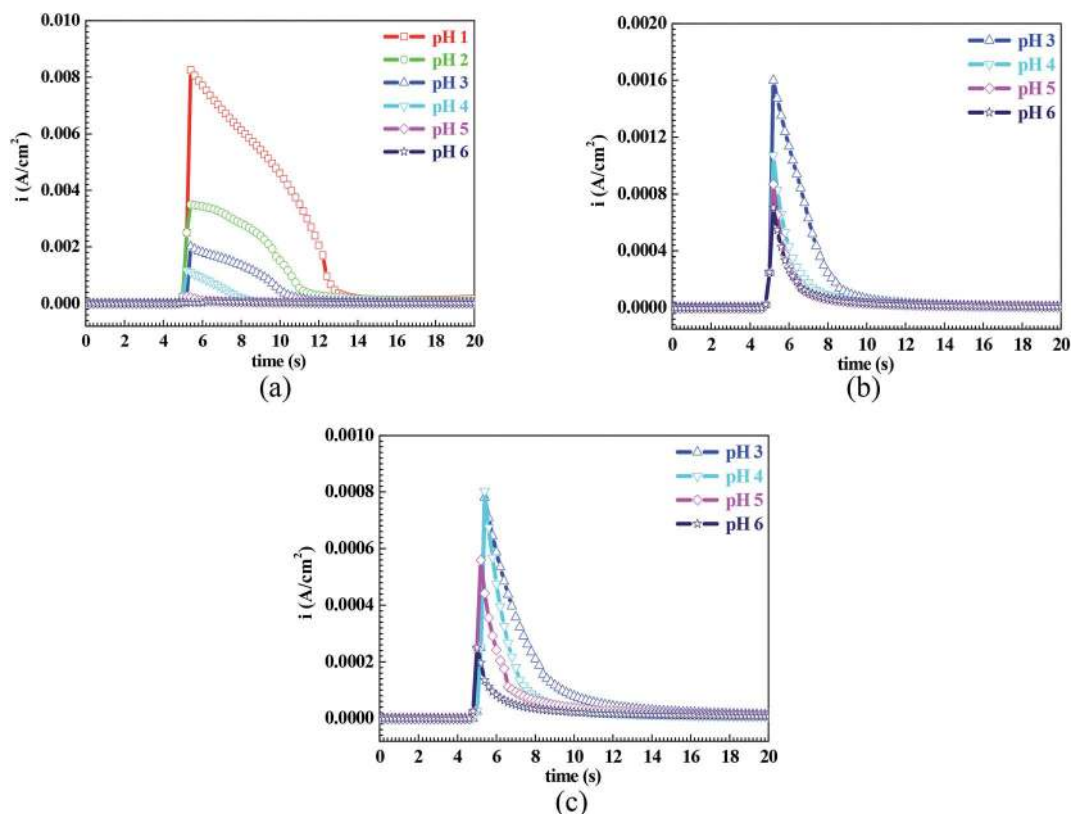 0.010
0.008
0.006
0.004
0.002
0.000
i (A/cm²)
pH 1
pH 2
pH 3
pH 4
pH 5
pH 6
0 2 4 6 8 10 12 14 16 18 20
time (s)
(a)
0.0020
0.0016
0.0012
0.0008
0.0004
0.0000
i (A/cm²)
pH 3
pH 4
pH 5
pH 6
0 2 4 6 8 10 12 14 16 18 20
time (s)
(b)
0.0010
0.0008
0.0006
0.0004
0.0002
0.0000
i (A/cm²)
pH 3
pH 4
pH 5
pH 6
0 2 4 6 8 10 12 14 16 18 20
time (s)
(c)